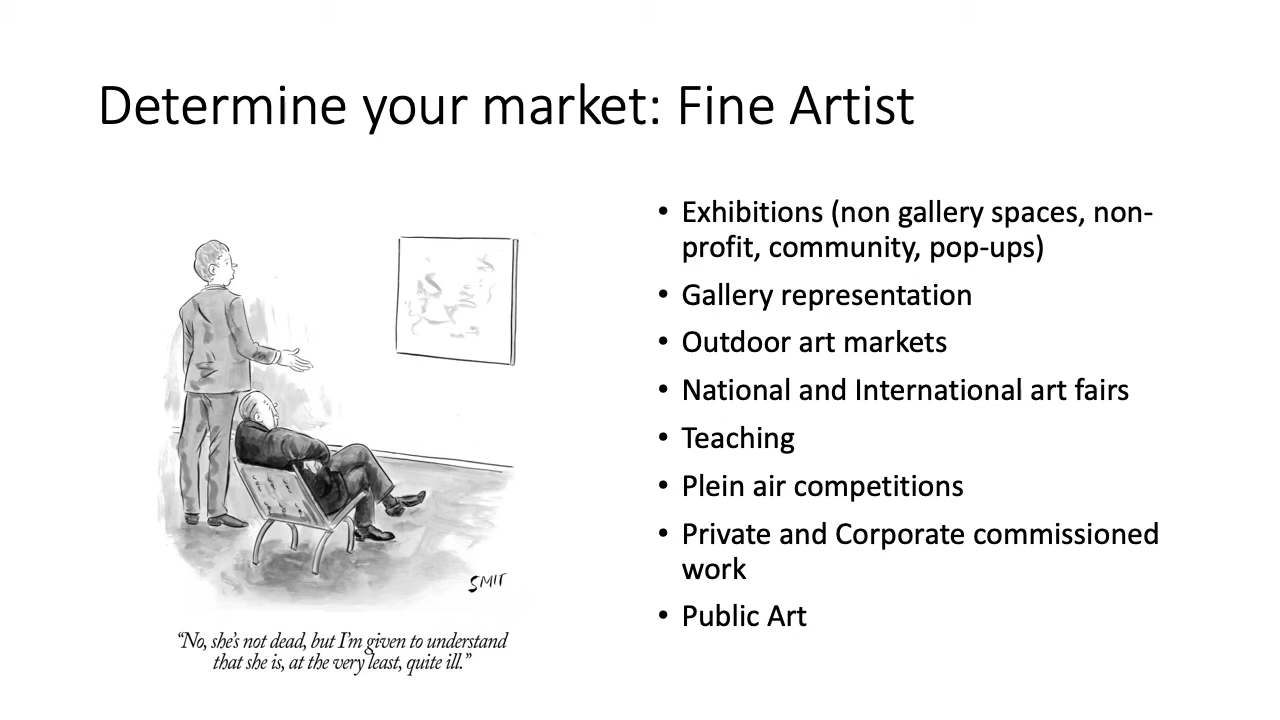 Determine your market: Fine Artist
• Exhibitions (non gallery spaces, non-
profit, community, pop-ups)
• Gallery representation
• Outdoor art markets
• National and International art fairs
• Teaching
• Plein air competitions
• Private and Corporate commissioned
work
• Public Art
SMIT
“No, she’s not dead, but I’m given to understand
that she is, at the very least, quite ill.”